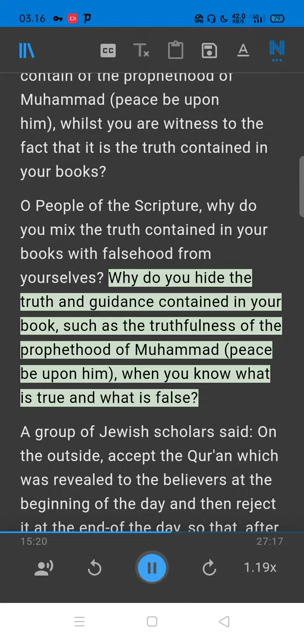 03.16
42.0
KB/S
4G
70
CC
contain of the prophethood of
Muhammad (peace be upon
him), whilst you are witness to the
fact that it is the truth contained in
your books?
O People of the Scripture, why do
you mix the truth contained in your
books with falsehood from
yourselves? Why do you hide the
truth and guidance contained in your
book, such as the truthfulness of the
prophethood of Muhammad (peace
be upon him), when you know what
is true and what is false?
A group of Jewish scholars said: On
the outside, accept the Qur'an which
was revealed to the believers at the
beginning of the day and then reject
it at the end-of the day, so that, after
15:20
27:17
1.19x